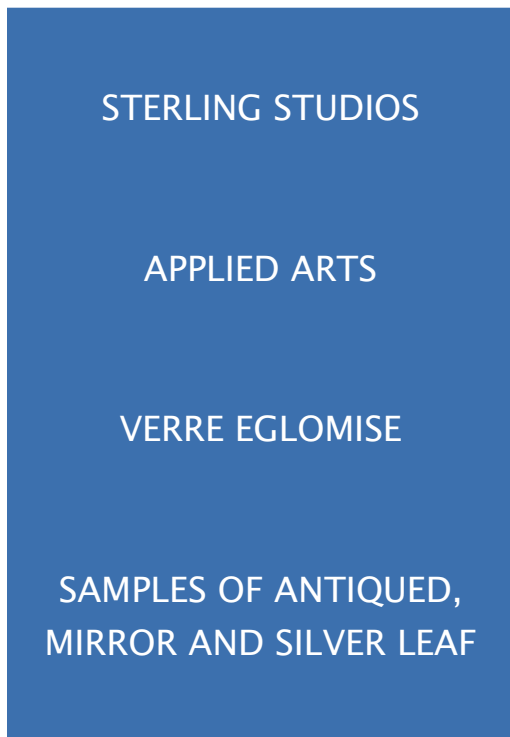 STERLING STUDIOS
APPLIED ARTS
VERRE EGLOMISE
SAMPLES OF ANTIQUED,
MIRROR AND SILVER LEAF